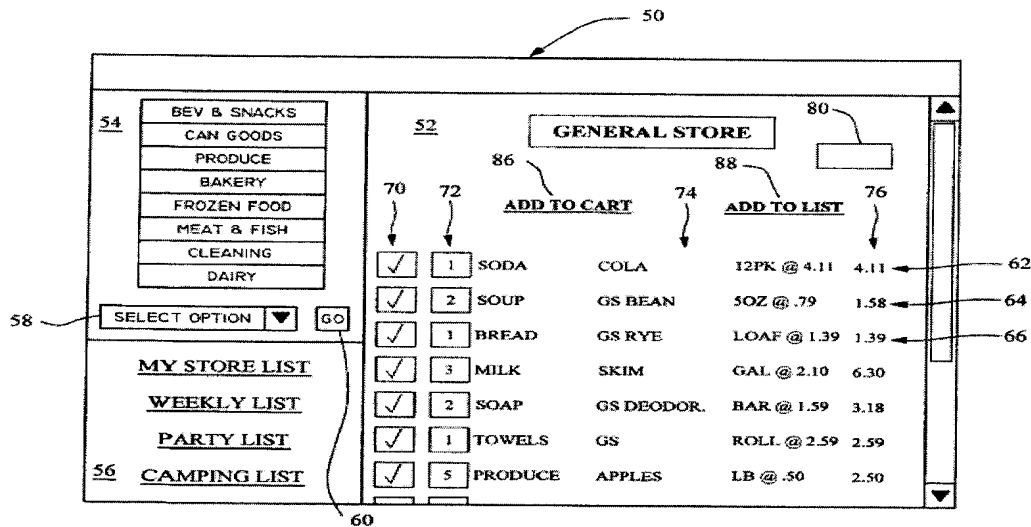 50
54
BEV & SNACKS
CAN GOODS
PRODUCE
BAKERY
FROZEN FOOD
MEAT & FISH
CLEANING
DAIRY
58
SELECT OPTION
GO
MY STORE LIST
WEEKLY LIST
PARTY LIST
56
CAMPING LIST
60
52
GENERAL STORE
80
86
88
70
72
74
76
ADD TO CART
ADD TO LIST
1 SODA COLA 12PK @ 4.11 4.11 62
2 SOUP GS BEAN 5OZ @ .79 1.58 64
1 BREAD GS RYE LOAF @ 1.39 1.39 66
3 MILK SKIM GAL @ 2.10 6.30
2 SOAP GS DEODOR. BAR @ 1.59 3.18
1 TOWELS GS ROLL @ 2.59 2.59
5 PRODUCE APPLES LB @ .50 2.50